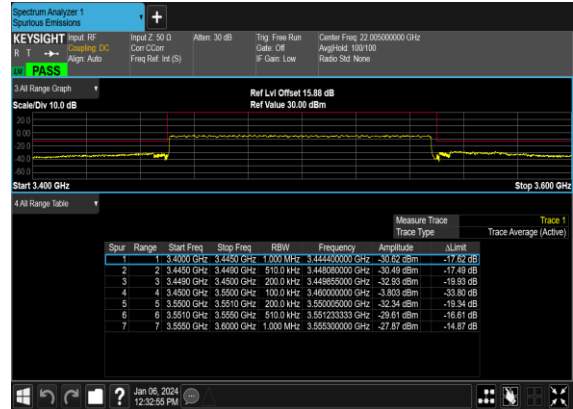 Spectrum Analyzer 1
Spurious Emissions
KEYSIGHT Input: RF Input Z: 50 Ω Atten: 30 dB Trig: Free Run Center Freq: 22.005000000 GHz
R T Coupling: DC Corr CCorr Gate: Off Avg|Hold: 100/100
Align: Auto Freq Ref: Int (S) IF Gain: Low Radio Std: None
PASS
3 All Range Graph
Ref Lvl Offset 15.88 dB
Scale/Div 10.0 dB Ref Value 30.00 dBm
20.0
0.00
-20.0
-40.0
-60.0
Start 3.400 GHz Stop 3.600 GHz
4 All Range Table
Measure Trace Trace 1
Trace Type Trace Average (Active)
Spur Range Start Freq Stop Freq RBW Frequency Amplitude ΔLimit
1 1 3.4000 GHz 3.4450 GHz 1.000 MHz 3.444400000 GHz -30.62 dBm -17.62 dB
2 2 3.4450 GHz 3.4490 GHz 510.0 kHz 3.448080000 GHz -30.49 dBm -17.49 dB
3 3 3.4490 GHz 3.4500 GHz 200.0 kHz 3.449855000 GHz -32.93 dBm -19.93 dB
4 4 3.4500 GHz 3.5500 GHz 100.0 kHz 3.460000000 GHz -3.803 dBm -33.80 dB
5 5 3.5500 GHz 3.5510 GHz 200.0 kHz 3.550005000 GHz -32.34 dBm -19.34 dB
6 6 3.5510 GHz 3.5550 GHz 510.0 kHz 3.551233333 GHz -29.61 dBm -16.61 dB
7 7 3.5550 GHz 3.6000 GHz 1.000 MHz 3.555300000 GHz -27.87 dBm -14.87 dB
Jan 06, 2024
12:32:55 PM